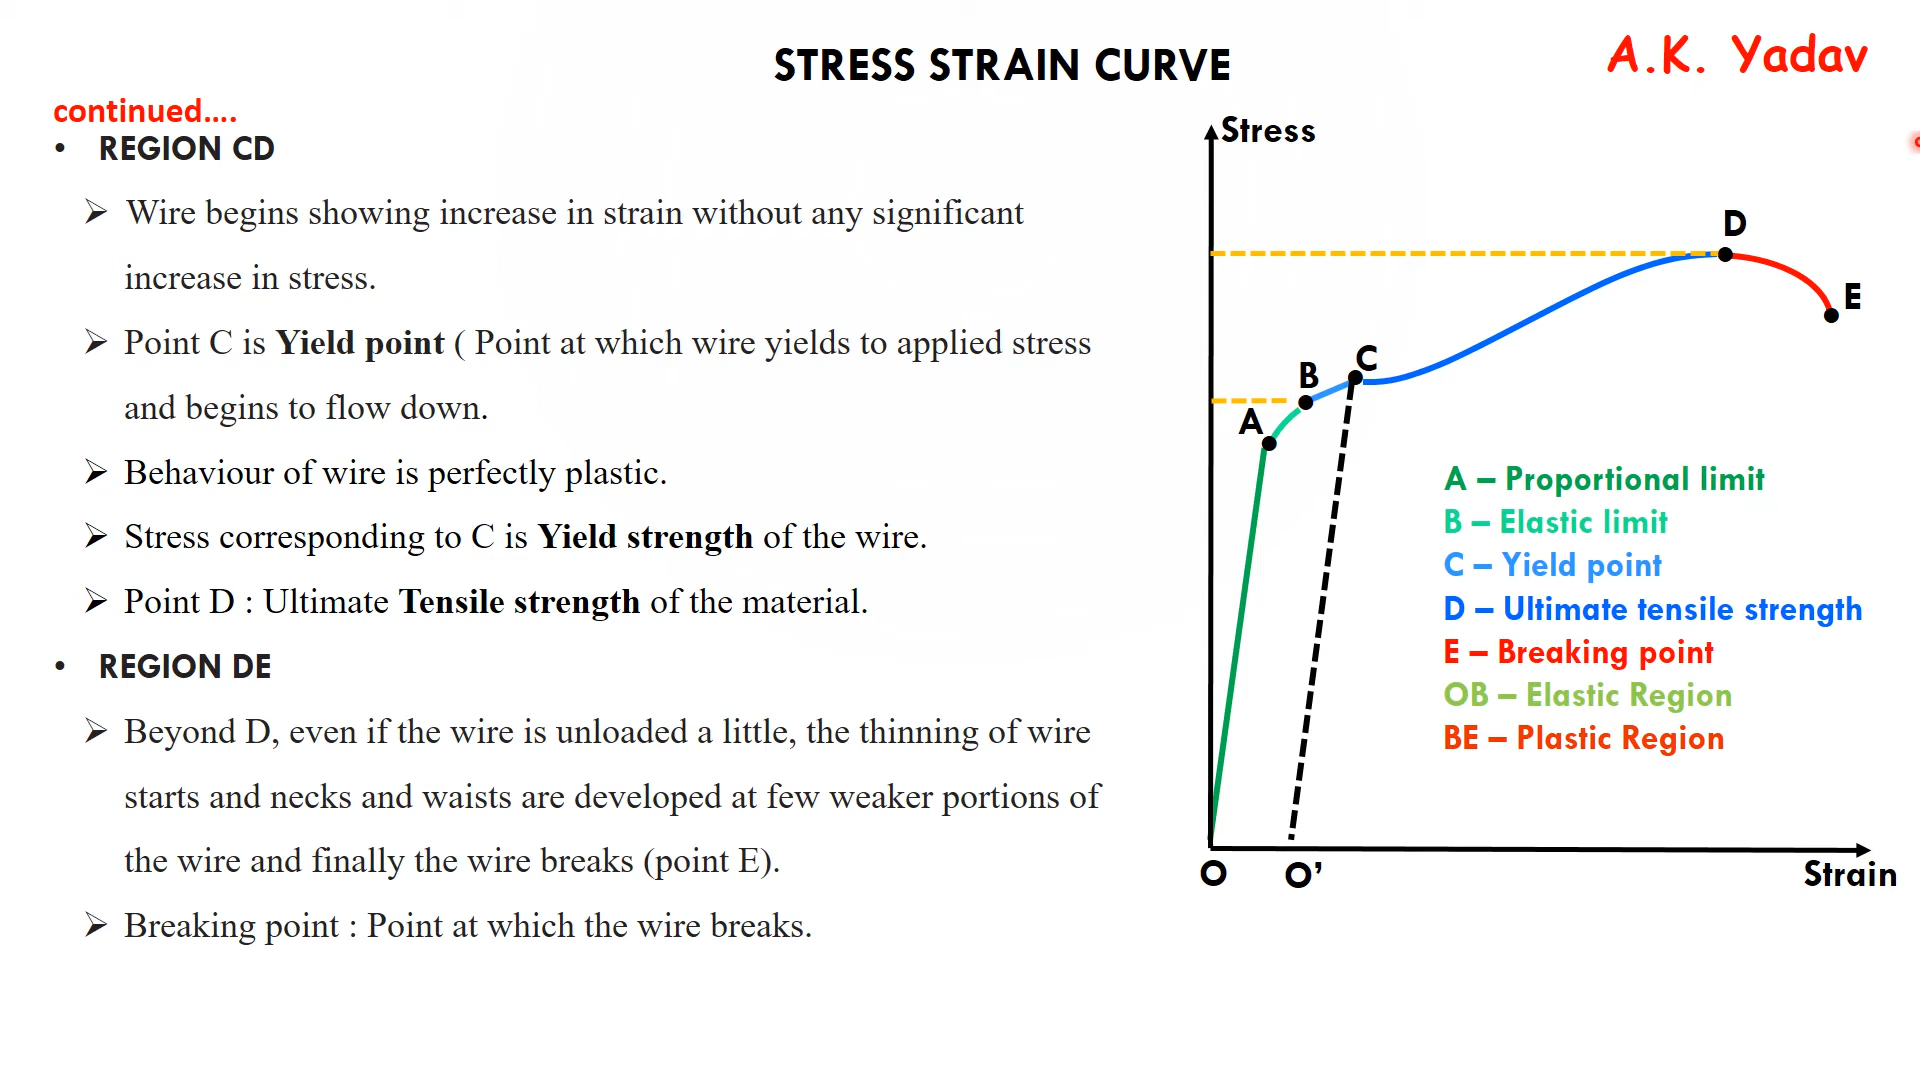 STRESS STRAIN CURVE
A.K. Yadav
continued....
• REGION CD
➢ Wire begins showing increase in strain without any significant
increase in stress.
➢ Point C is Yield point ( Point at which wire yields to applied stress
and begins to flow down.
➢ Behaviour of wire is perfectly plastic.
➢ Stress corresponding to C is Yield strength of the wire.
➢ Point D : Ultimate Tensile strength of the material.
• REGION DE
➢ Beyond D, even if the wire is unloaded a little, the thinning of wire
starts and necks and waists are developed at few weaker portions of
the wire and finally the wire breaks (point E).
➢ Breaking point : Point at which the wire breaks.
Stress
D
E
C
B
A
A – Proportional limit
B – Elastic limit
C – Yield point
D – Ultimate tensile strength
E – Breaking point
OB – Elastic Region
BE – Plastic Region
O
O’
Strain